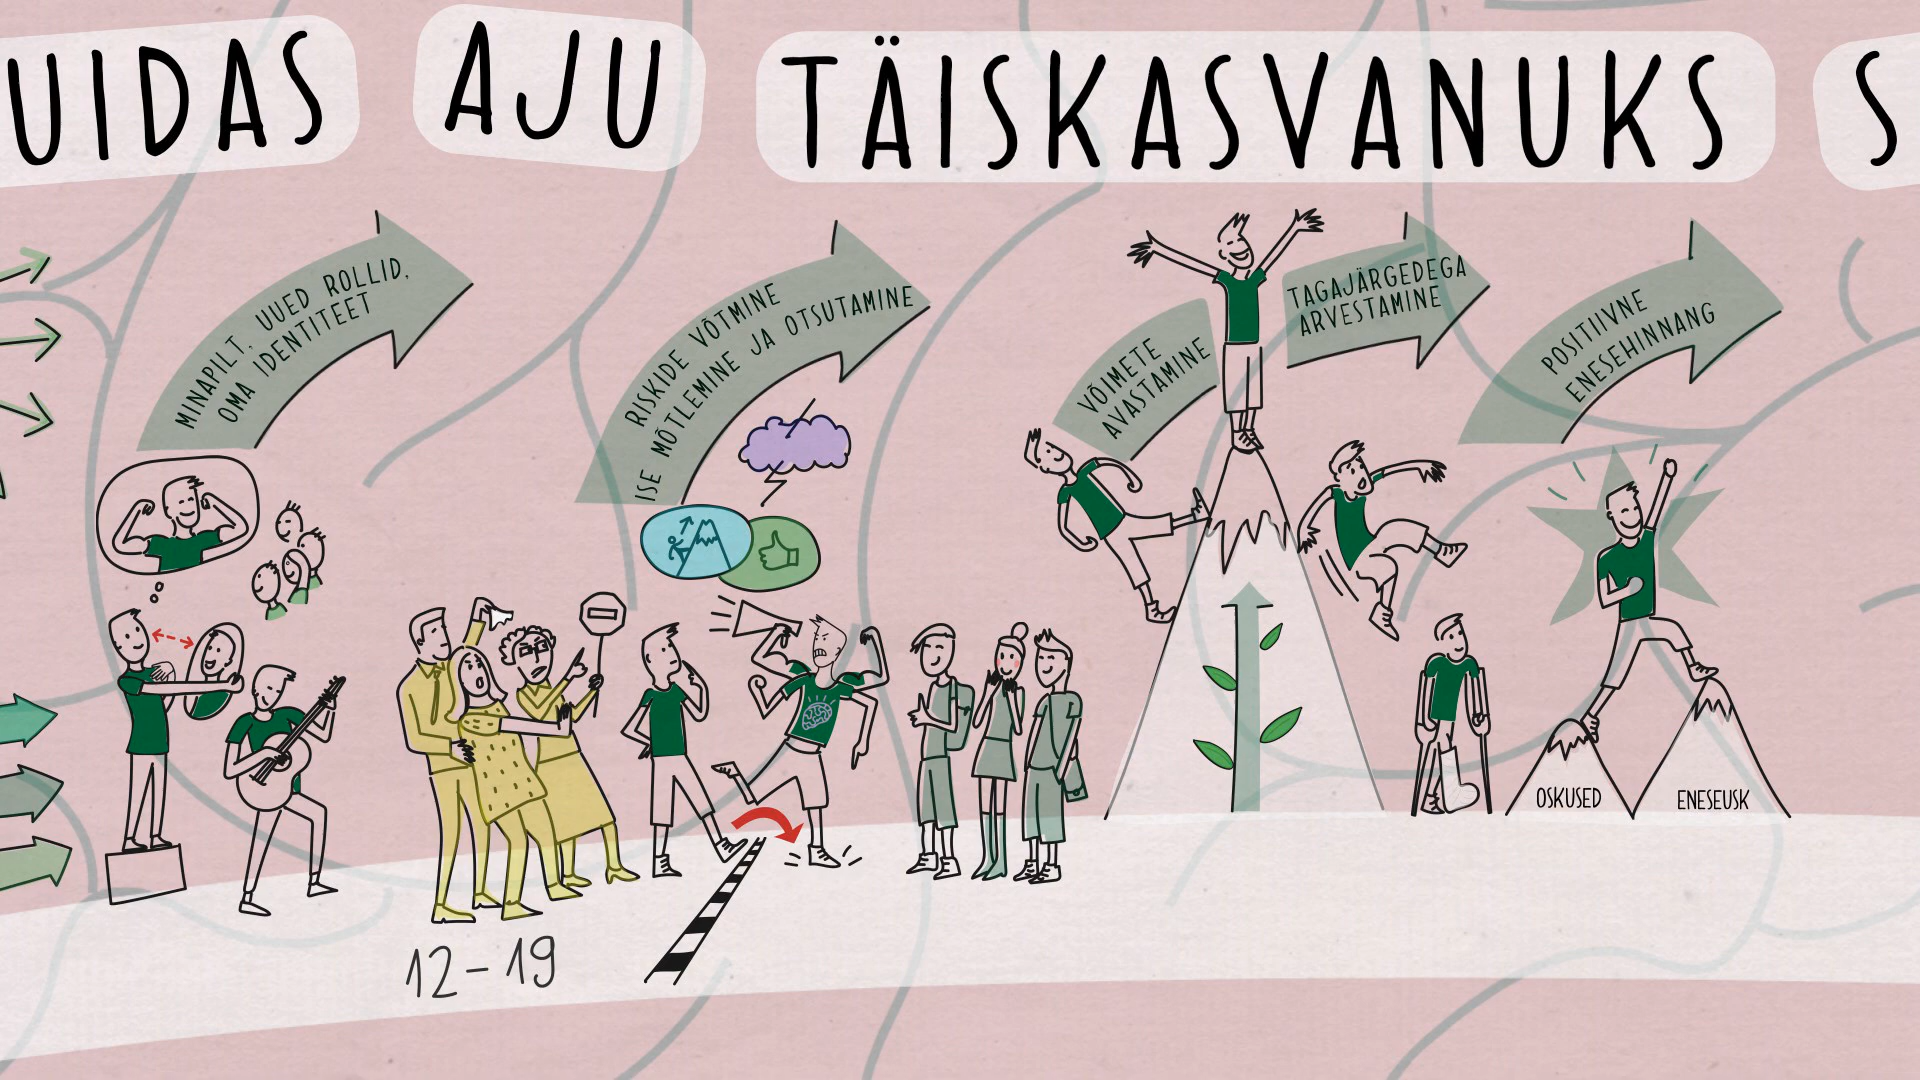 UIDAS AJU TÄISKASVANUKS S
MINAPILT, UUED ROLLID,
OMA IDENTITEET
RISKIDE VÕTMINE
ISE MÕTLEMINE JA OTSUTAMINE
VÕIMETE
AVASTAMINE
TAGAJÄRGEDEGA
ARVESTAMINE
POSITIIVNE
ENESEHINNANG
OSKUSED
ENESEUSK
12-19